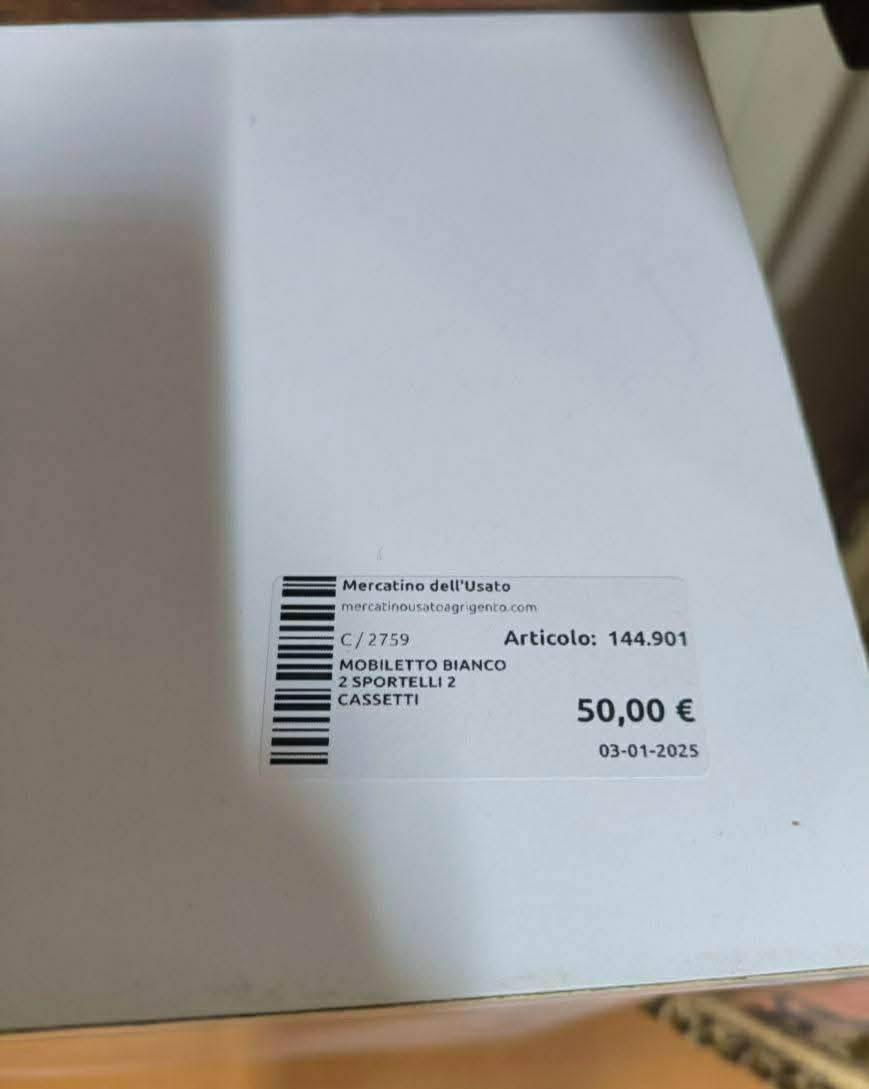 Mercatino dell'Usato
mercatinousatoagrigento.com
C/2759 Articolo: 144.901
MOBILETTO BIANCO
2 SPORTELLI 2
CASSETTI
50,00 €
03-01-2025